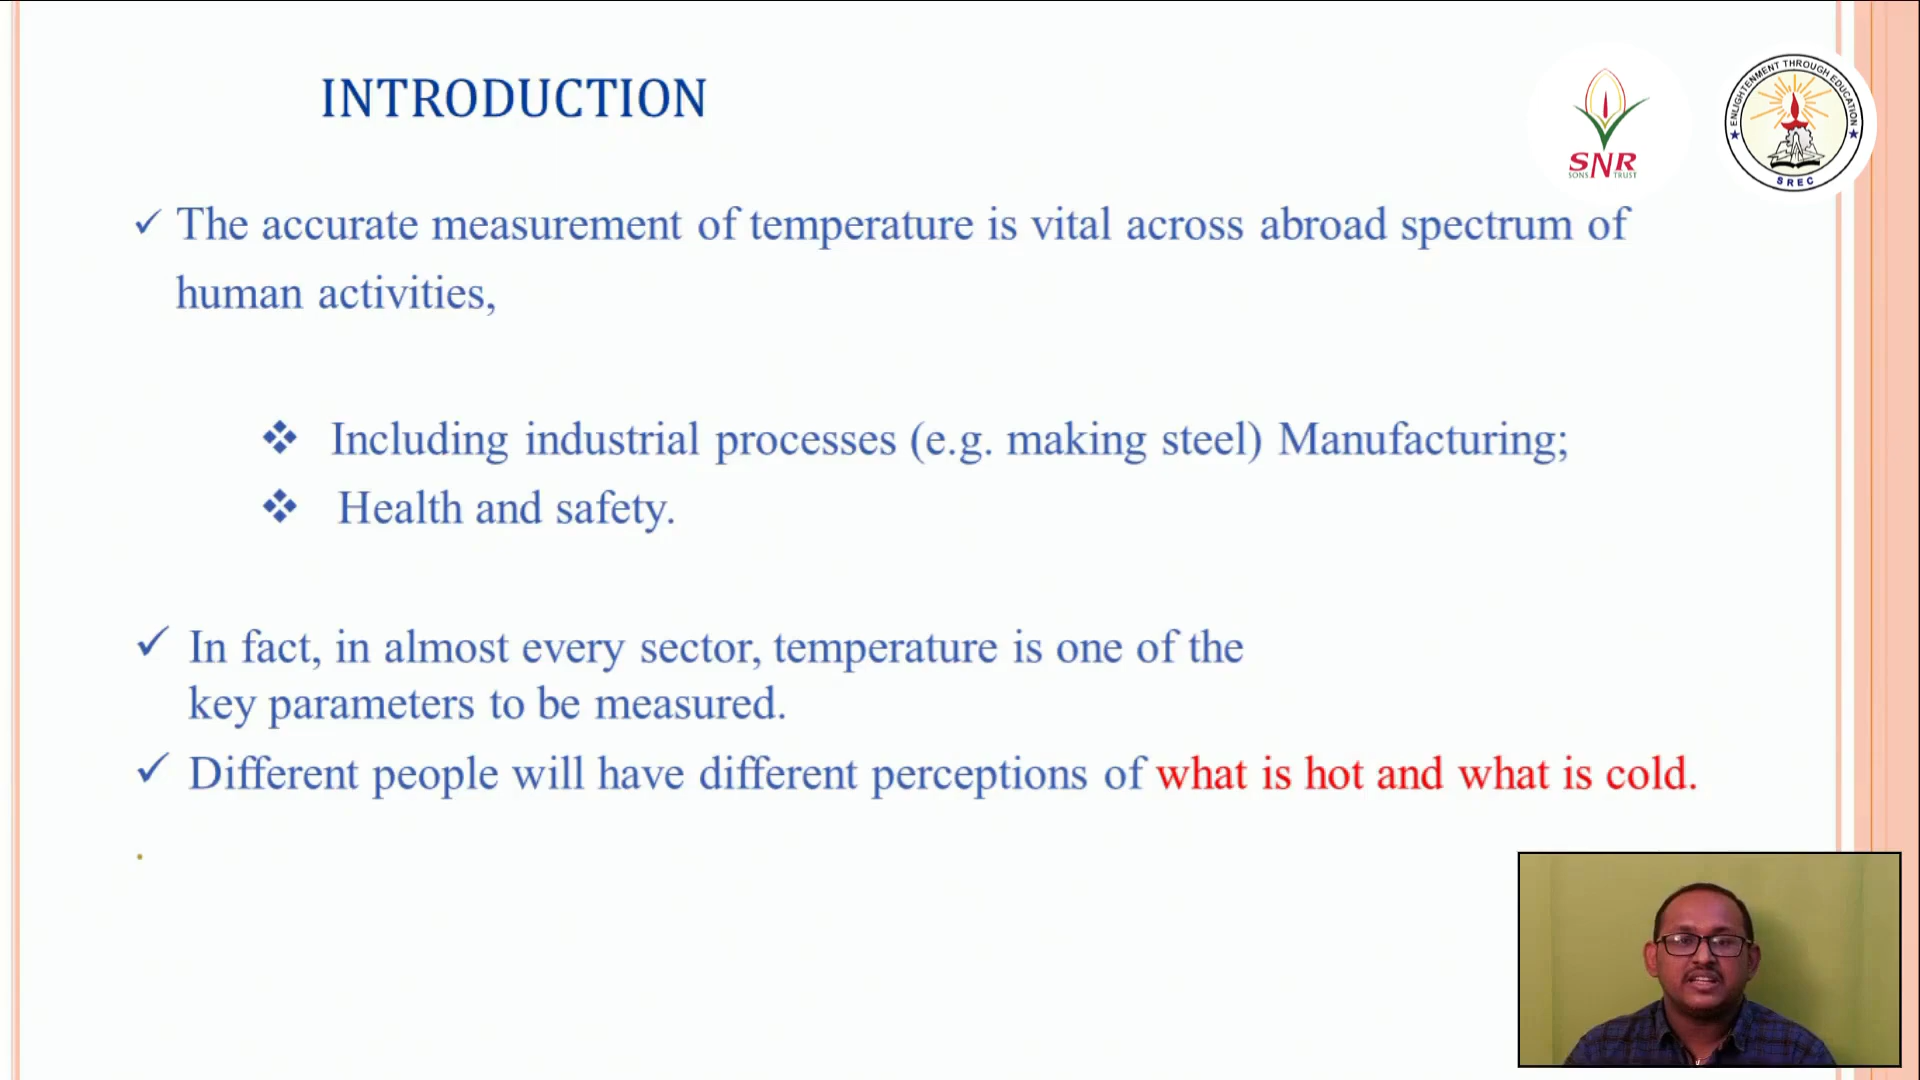 INTRODUCTION
ENLIGHTENMENT THROUGH EDUCATION
SREC
SNR
SONS TRUST
✓ The accurate measurement of temperature is vital across abroad spectrum of
human activities,
❖ Including industrial processes (e.g. making steel) Manufacturing;
❖ Health and safety.
✓ In fact, in almost every sector, temperature is one of the
key parameters to be measured.
✓ Different people will have different perceptions of what is hot and what is cold.
.